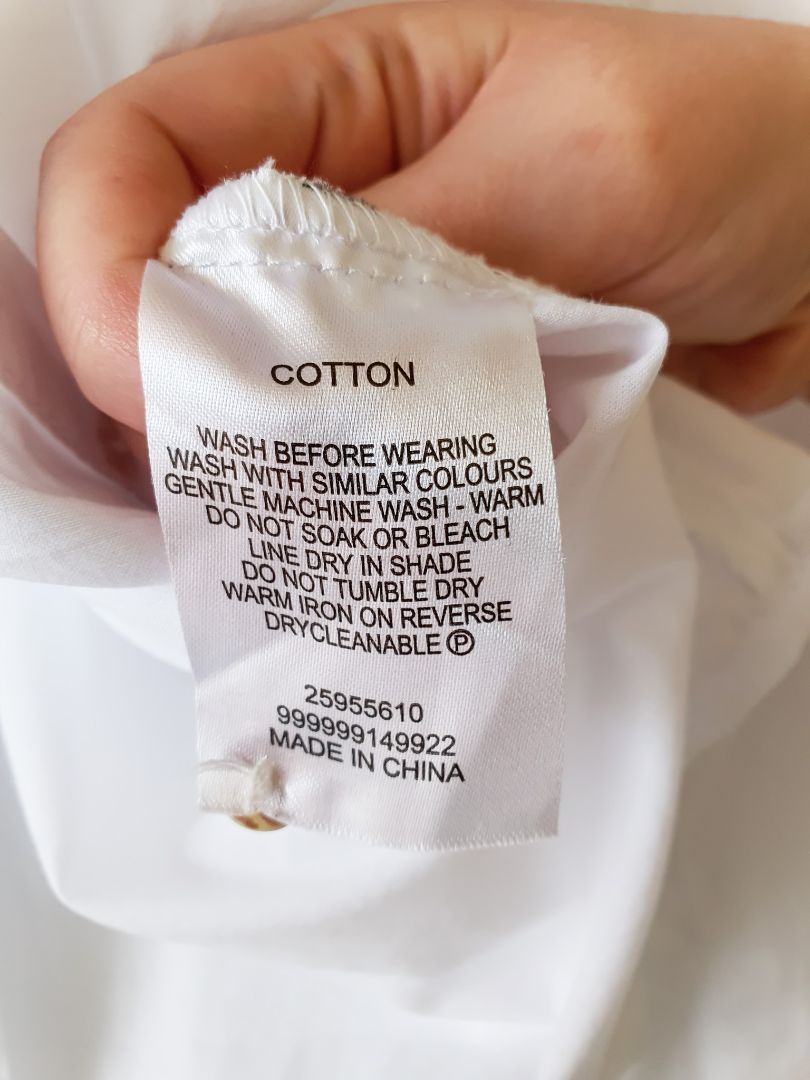 COTTON
WASH BEFORE WEARING
WASH WITH SIMILAR COLOURS
GENTLE MACHINE WASH - WARM
DO NOT SOAK OR BLEACH
LINE DRY IN SHADE
DO NOT TUMBLE DRY
WARM IRON ON REVERSE
DRYCLEANABLE Ⓟ
25955610
999999149922
MADE IN CHINA